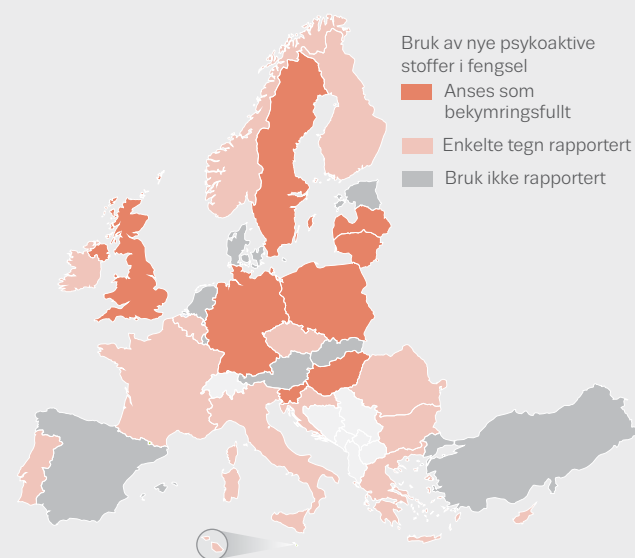 Bruk av nye psykoaktive
stoffer i fengsel
Anses som
bekymringsfullt
Enkelte tegn rapportert
Bruk ikke rapportert